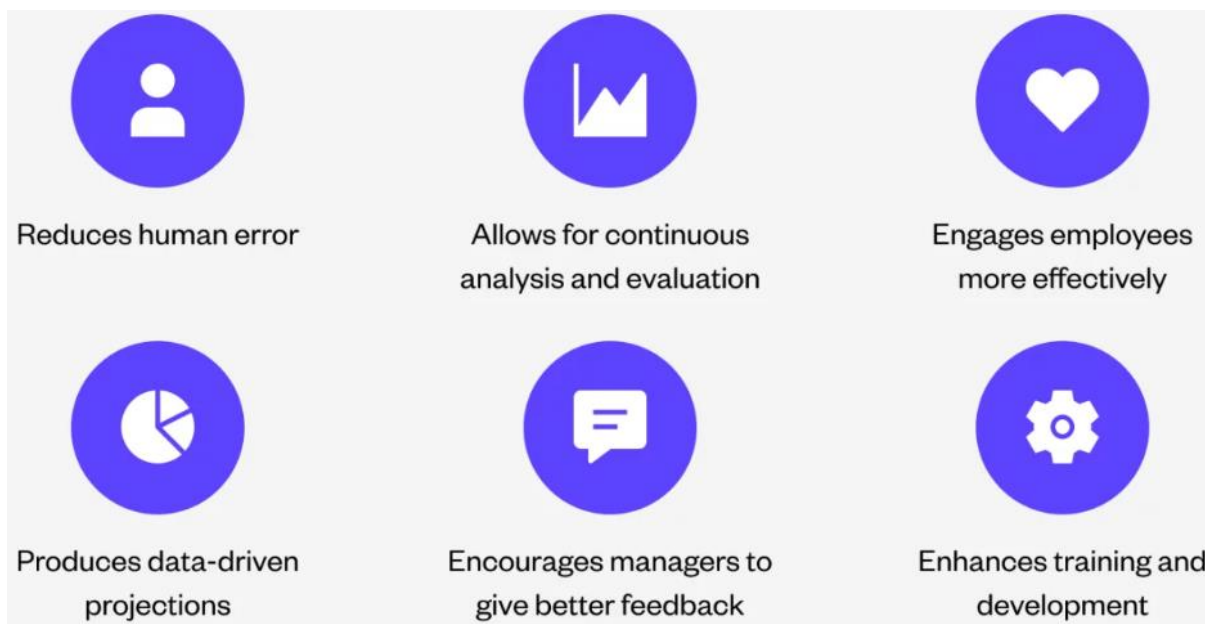 Reduces human error
Allows for continuous
analysis and evaluation
Engages employees
more effectively
Produces data-driven
projections
Encourages managers to
give better feedback
Enhances training and
development